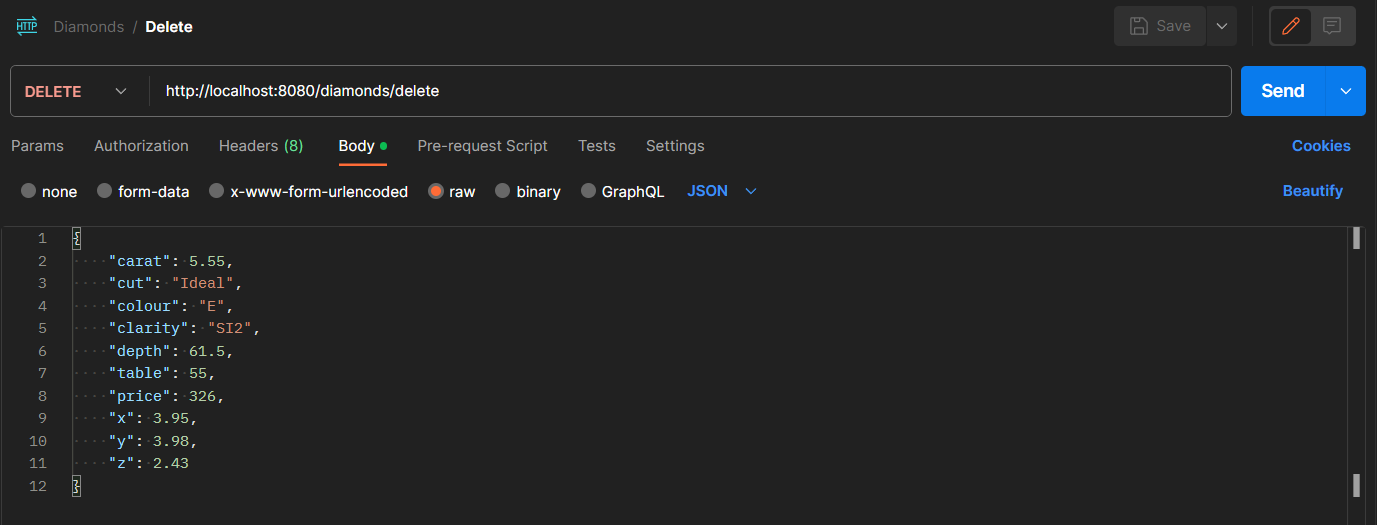 HTTP Diamonds / Delete Save
DELETE http://localhost:8080/diamonds/delete Send
Params Authorization Headers (8) Body Pre-request Script Tests Settings Cookies
none form-data x-www-form-urlencoded raw binary GraphQL JSON Beautify
1 {
2 "carat": 5.55,
3 "cut": "Ideal",
4 "colour": "E",
5 "clarity": "SI2",
6 "depth": 61.5,
7 "table": 55,
8 "price": 326,
9 "x": 3.95,
10 "y": 3.98,
11 "z": 2.43
12 }